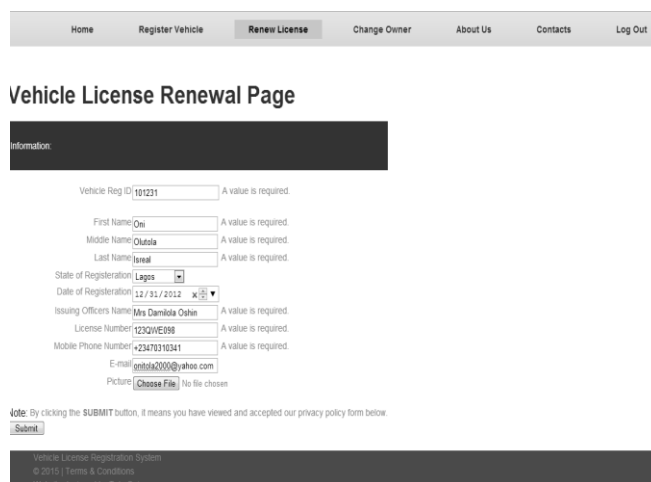 Home Register Vehicle Renew License Change Owner About Us Contacts Log Out
Vehicle License Renewal Page
Information:
Vehicle Reg ID 101231 A value is required.
First Name Oni A value is required.
Middle Name Olutola A value is required.
Last Name Isreal A value is required.
State of Registeration Lagos
Date of Registeration 12/31/2012 x
Issuing Officers Name Mrs Damilola Oshin A value is required.
License Number 123QWE098 A value is required.
Mobile Phone Number +23470310341 A value is required.
E-mail onitola2000@yahoo.com
Picture Choose File No file chosen
Note: By clicking the SUBMIT button, it means you have viewed and accepted our privacy policy form below.
Submit
Vehicle License Registration System
© 2015 | Terms & Conditions